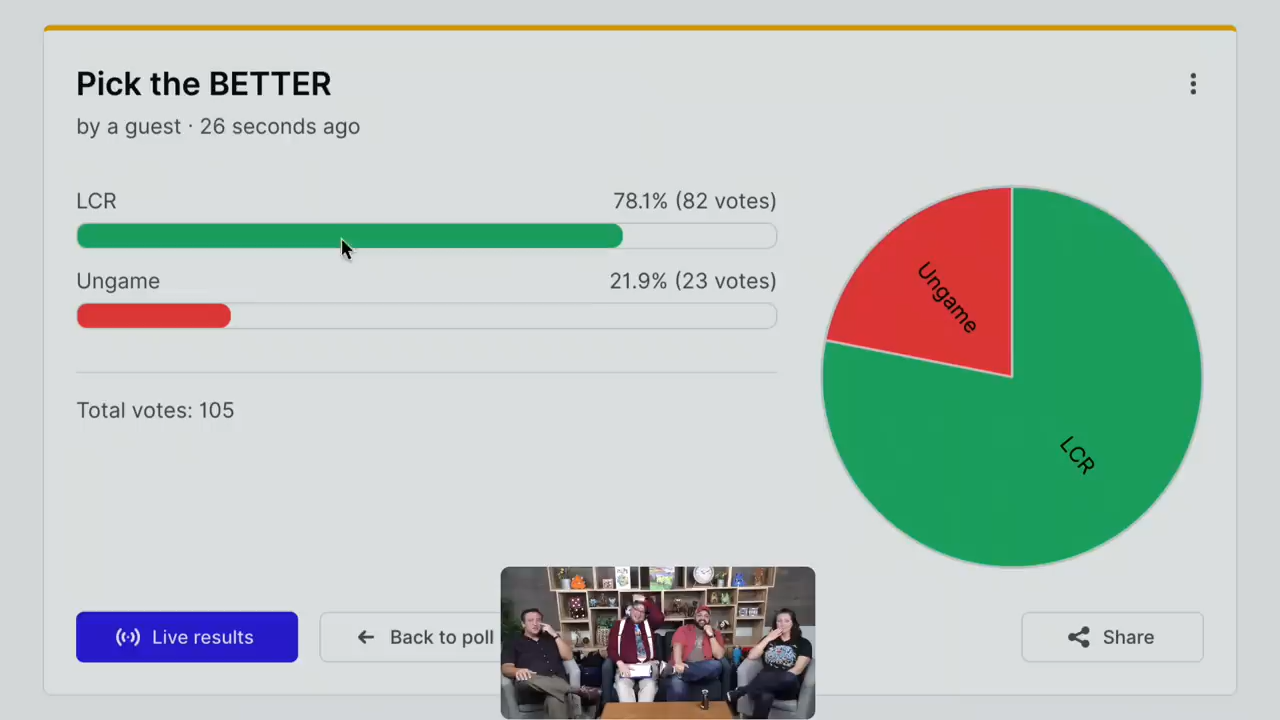 Pick the BETTER
by a guest · 26 seconds ago
LCR
78.1% (82 votes)
Ungame
21.9% (23 votes)
Total votes: 105
Ungame
LCR
Live results
Back to poll
Share